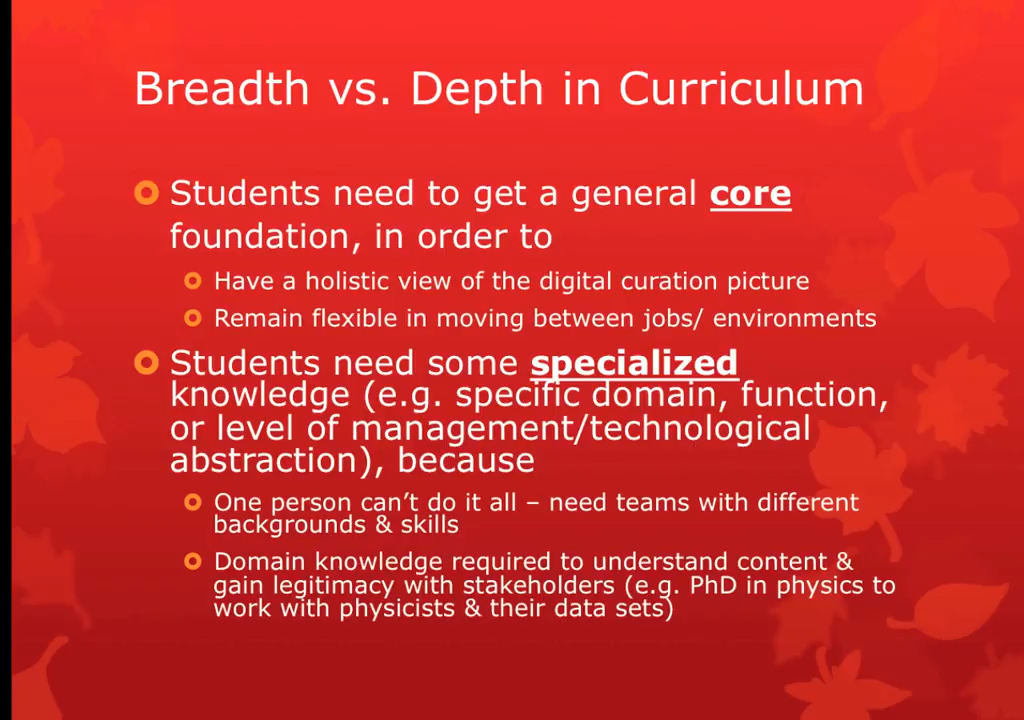 Breadth vs. Depth in Curriculum
Students need to get a general core
foundation, in order to
Have a holistic view of the digital curation picture
Remain flexible in moving between jobs/ environments
Students need some specialized
knowledge (e.g. specific domain, function,
or level of management/technological
abstraction), because
One person can’t do it all – need teams with different
backgrounds & skills
Domain knowledge required to understand content &
gain legitimacy with stakeholders (e.g. PhD in physics to
work with physicists & their data sets)